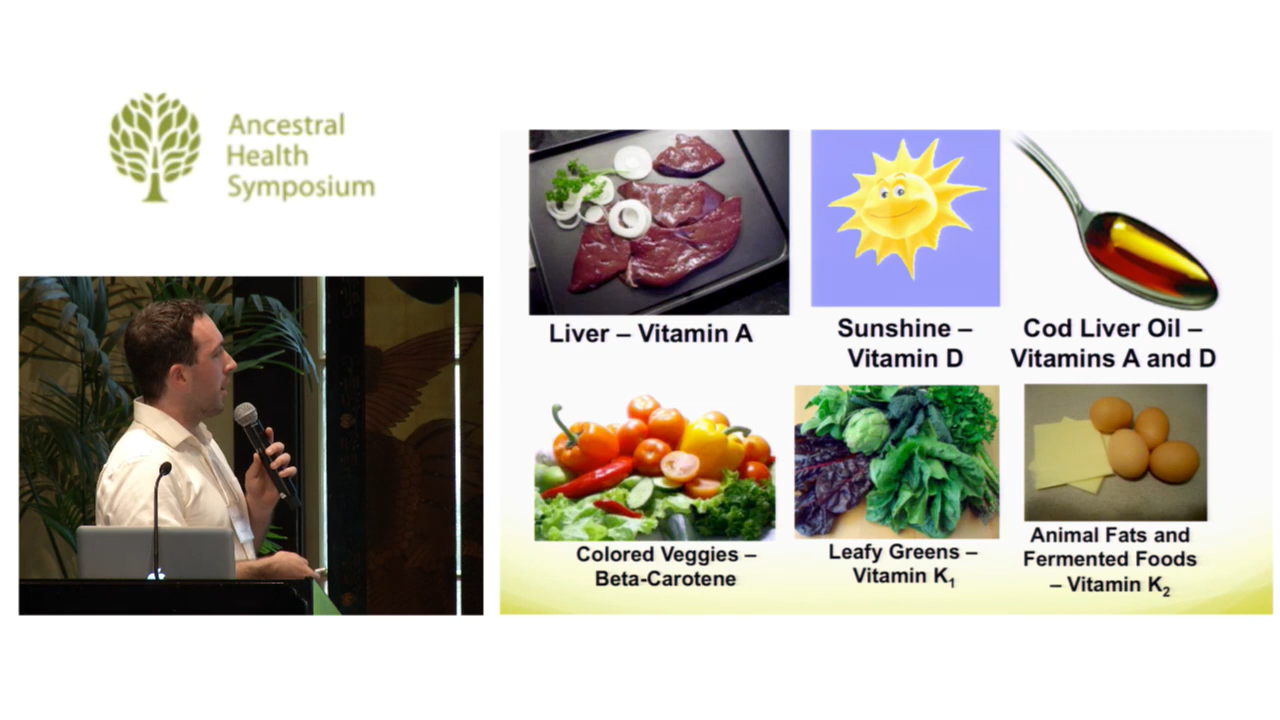 Ancestral
Health
Symposium
Liver – Vitamin A
Sunshine –
Vitamin D
Cod Liver Oil –
Vitamins A and D
Colored Veggies –
Beta-Carotene
Leafy Greens –
Vitamin K₁
Animal Fats and
Fermented Foods
– Vitamin K₂